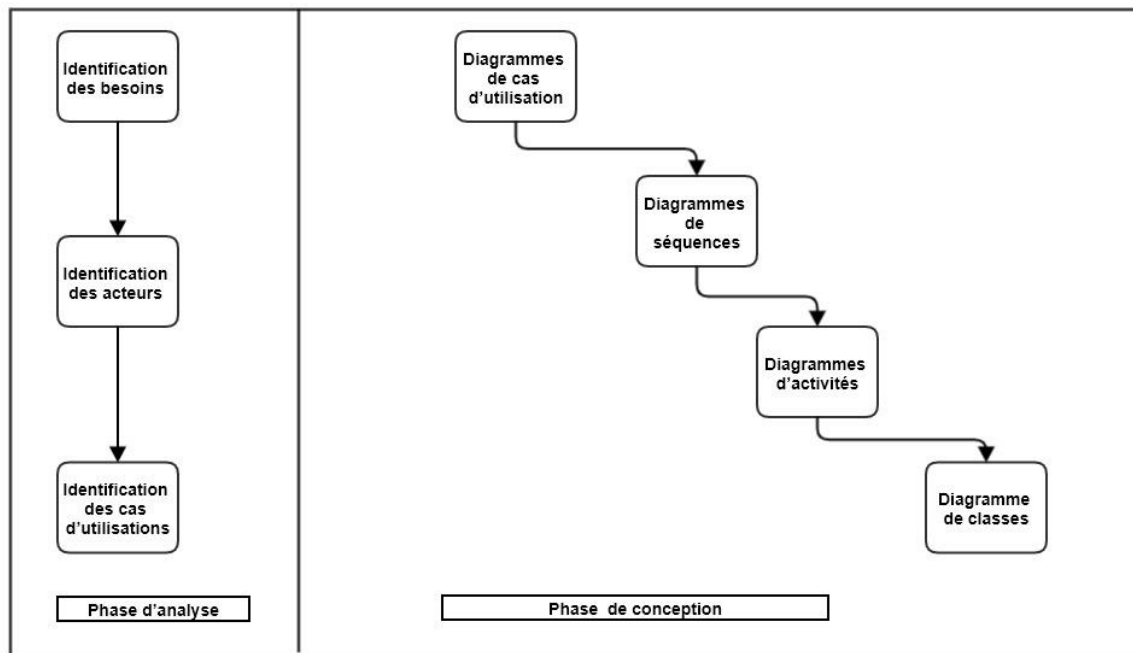 Identification
des besoins
Identification
des acteurs
Identification
des cas
d'utilisations
Phase d'analyse
Diagrammes
de cas
d'utilisation
Diagrammes
de
séquences
Diagrammes
d'activités
Diagramme
de classes
Phase de conception